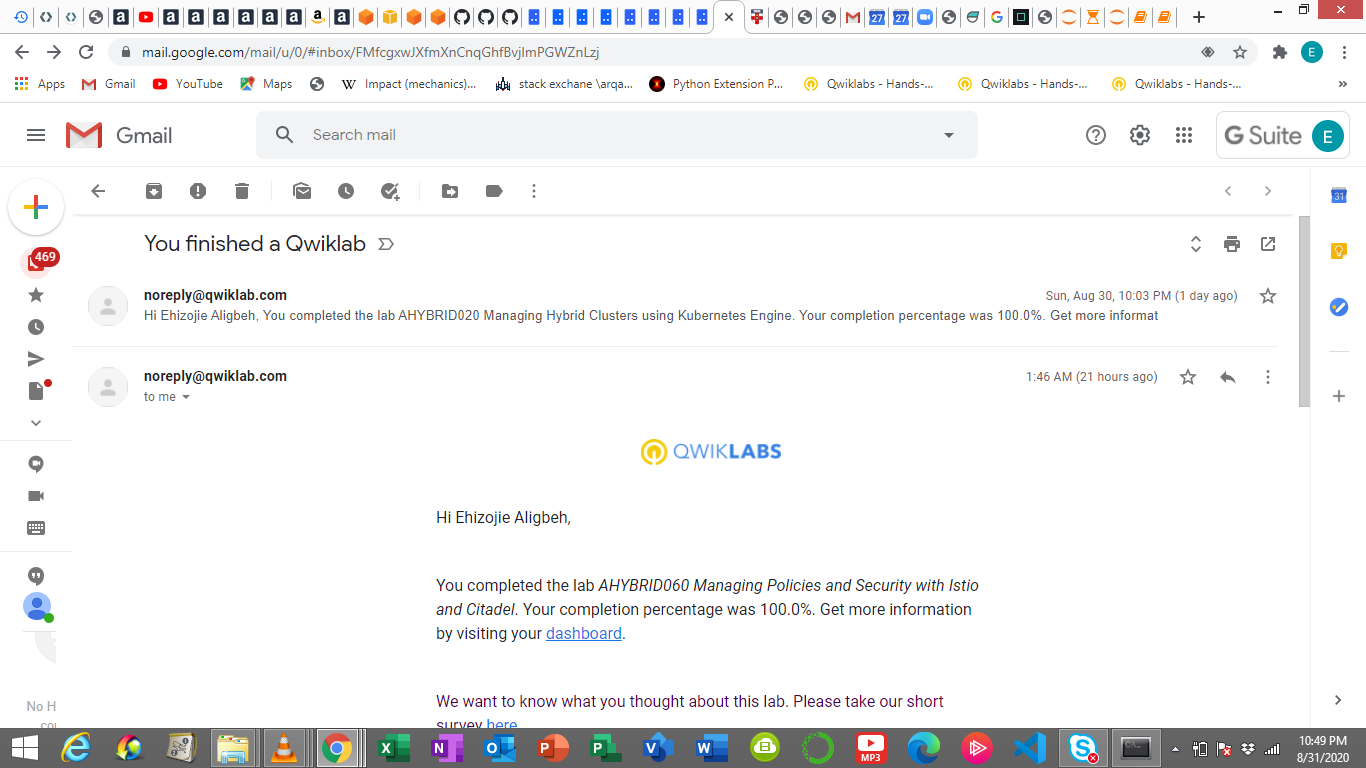 mail.google.com/mail/u/0/#inbox/FMfcgxwJXfmXnCnqGhfBvjlmPGWZnLzj
E
Apps
Gmail
YouTube
Maps
Impact (mechanics)...
stack exchane \arqa...
Python Extension P...
Qwiklabs - Hands-...
Qwiklabs - Hands-...
Qwiklabs - Hands-...
»
Gmail
Search mail
G Suite
E
31
469
You finished a Qwiklab
noreply@qwiklab.com
Sun, Aug 30, 10:03 PM (1 day ago)
Hi Ehizojie Aligbeh, You completed the lab AHYBRID020 Managing Hybrid Clusters using Kubernetes Engine. Your completion percentage was 100.0%. Get more informat
noreply@qwiklab.com
1:46 AM (21 hours ago)
to me
QWIKLABS
Hi Ehizojie Aligbeh,
You completed the lab AHYBRID060 Managing Policies and Security with Istio
and Citadel. Your completion percentage was 100.0%. Get more information
by visiting your dashboard.
We want to know what you thought about this lab. Please take our short
survey here
No H
10:49 PM
8/31/2020